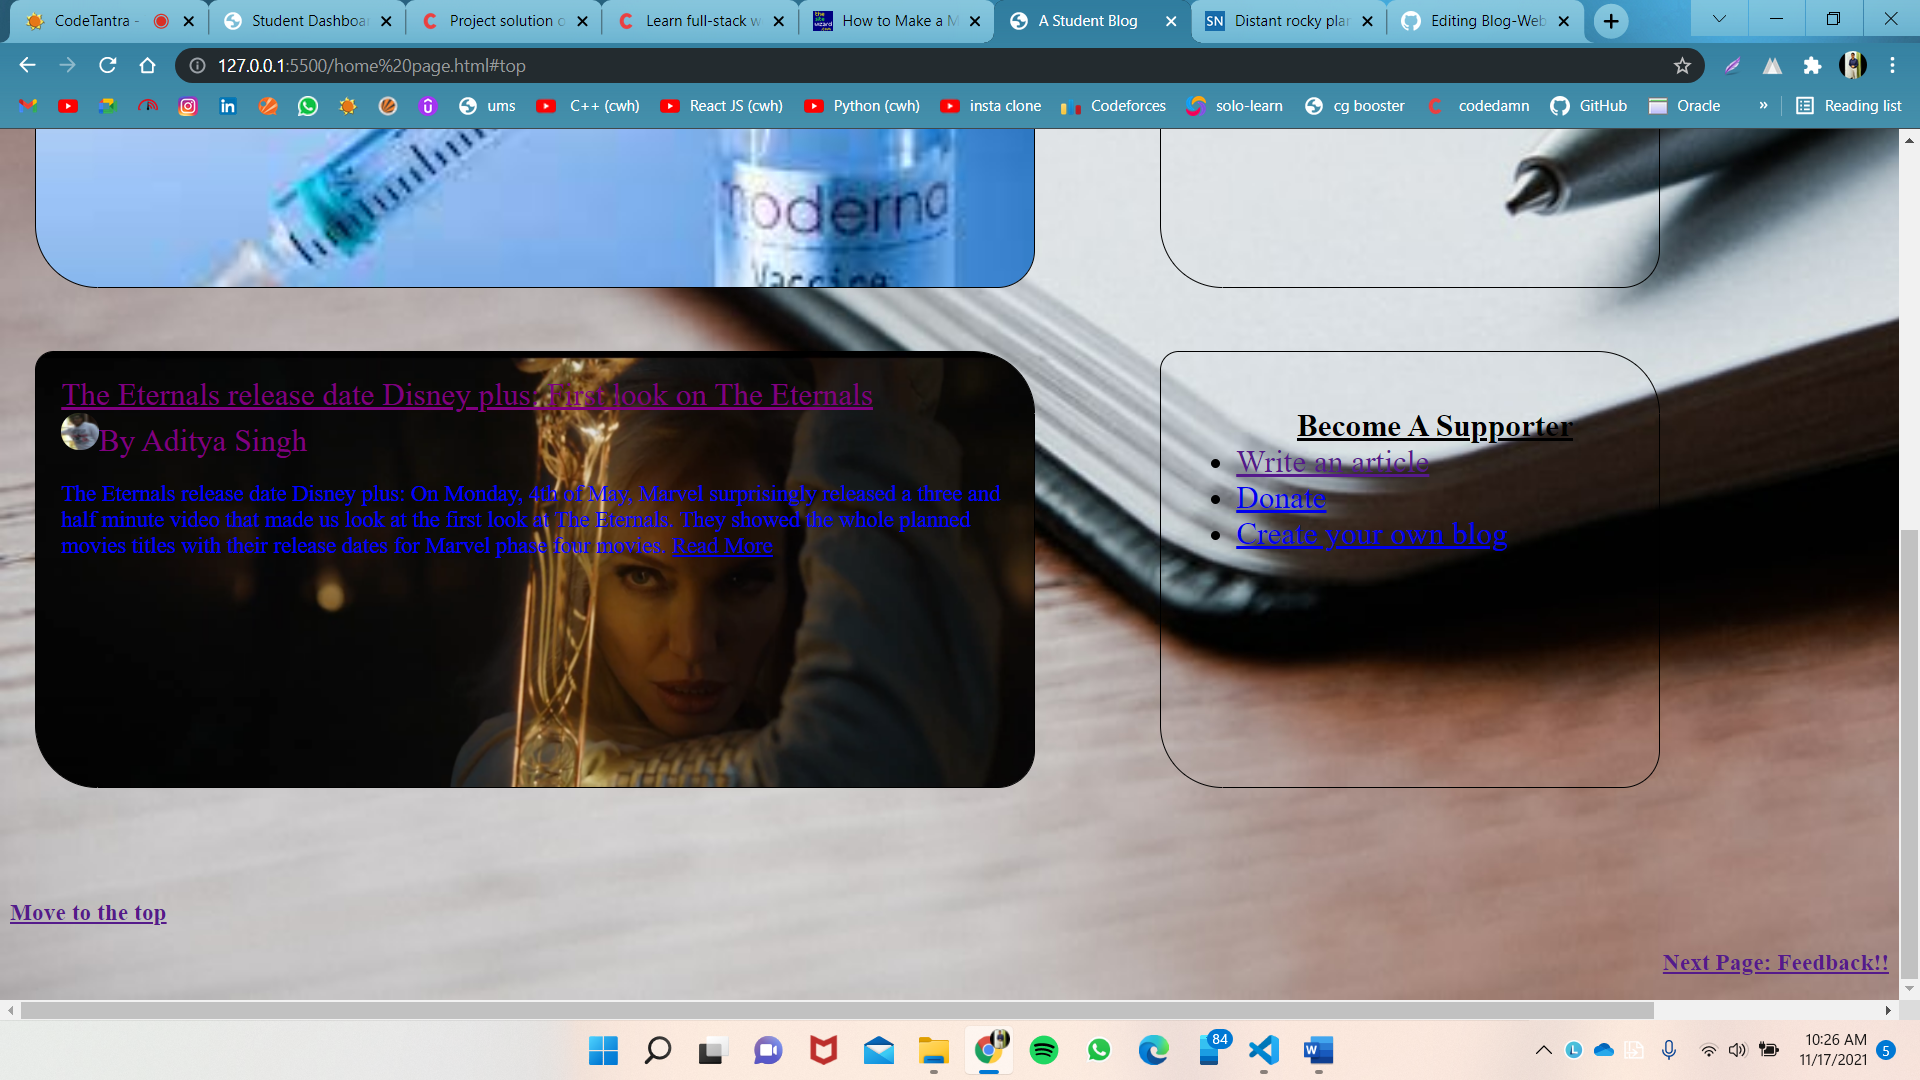 CodeTantra -
Student Dashboa
Project solution o
Learn full-stack w
the site wizard .com
How to Make a M
A Student Blog
SN
Distant rocky plan
Editing Blog-Web
127.0.0.1:5500/home%20page.html#top
ums
C++ (cwh)
React JS (cwh)
Python (cwh)
insta clone
Codeforces
solo-learn
cg booster
codedamn
GitHub
Oracle
»
Reading list
moderna
Vaccine
The Eternals release date Disney plus: First look on The Eternals
By Aditya Singh
The Eternals release date Disney plus: On Monday, 4th of May, Marvel surprisingly released a three and
half minute video that made us look at the first look at The Eternals. They showed the whole planned
movies titles with their release dates for Marvel phase four movies. Read More
Become A Supporter
• Write an article
• Donate
• Create your own blog
Move to the top
Next Page: Feedback!!
84
10:26 AM
11/17/2021
5